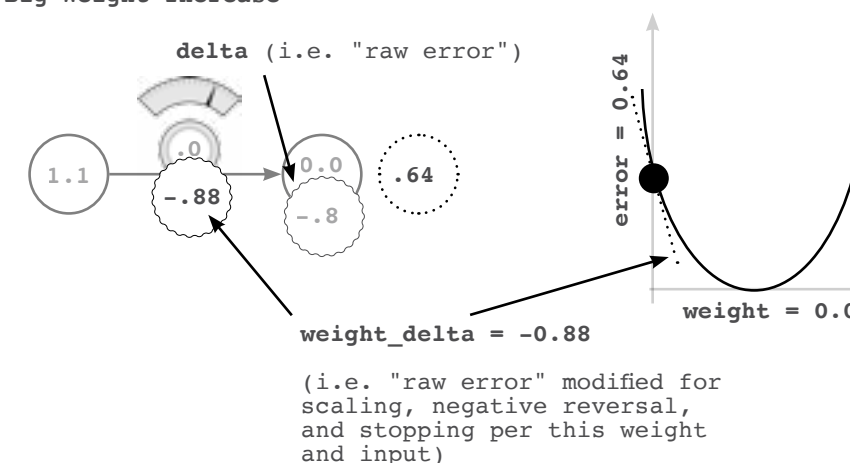 Big Weight Increase
delta (i.e. "raw error")
.0
1.1
0.0
.64
-.88
-.8
error = 0.64
weight = 0.0
weight_delta = -0.88
(i.e. "raw error" modified for
scaling, negative reversal,
and stopping per this weight
and input)